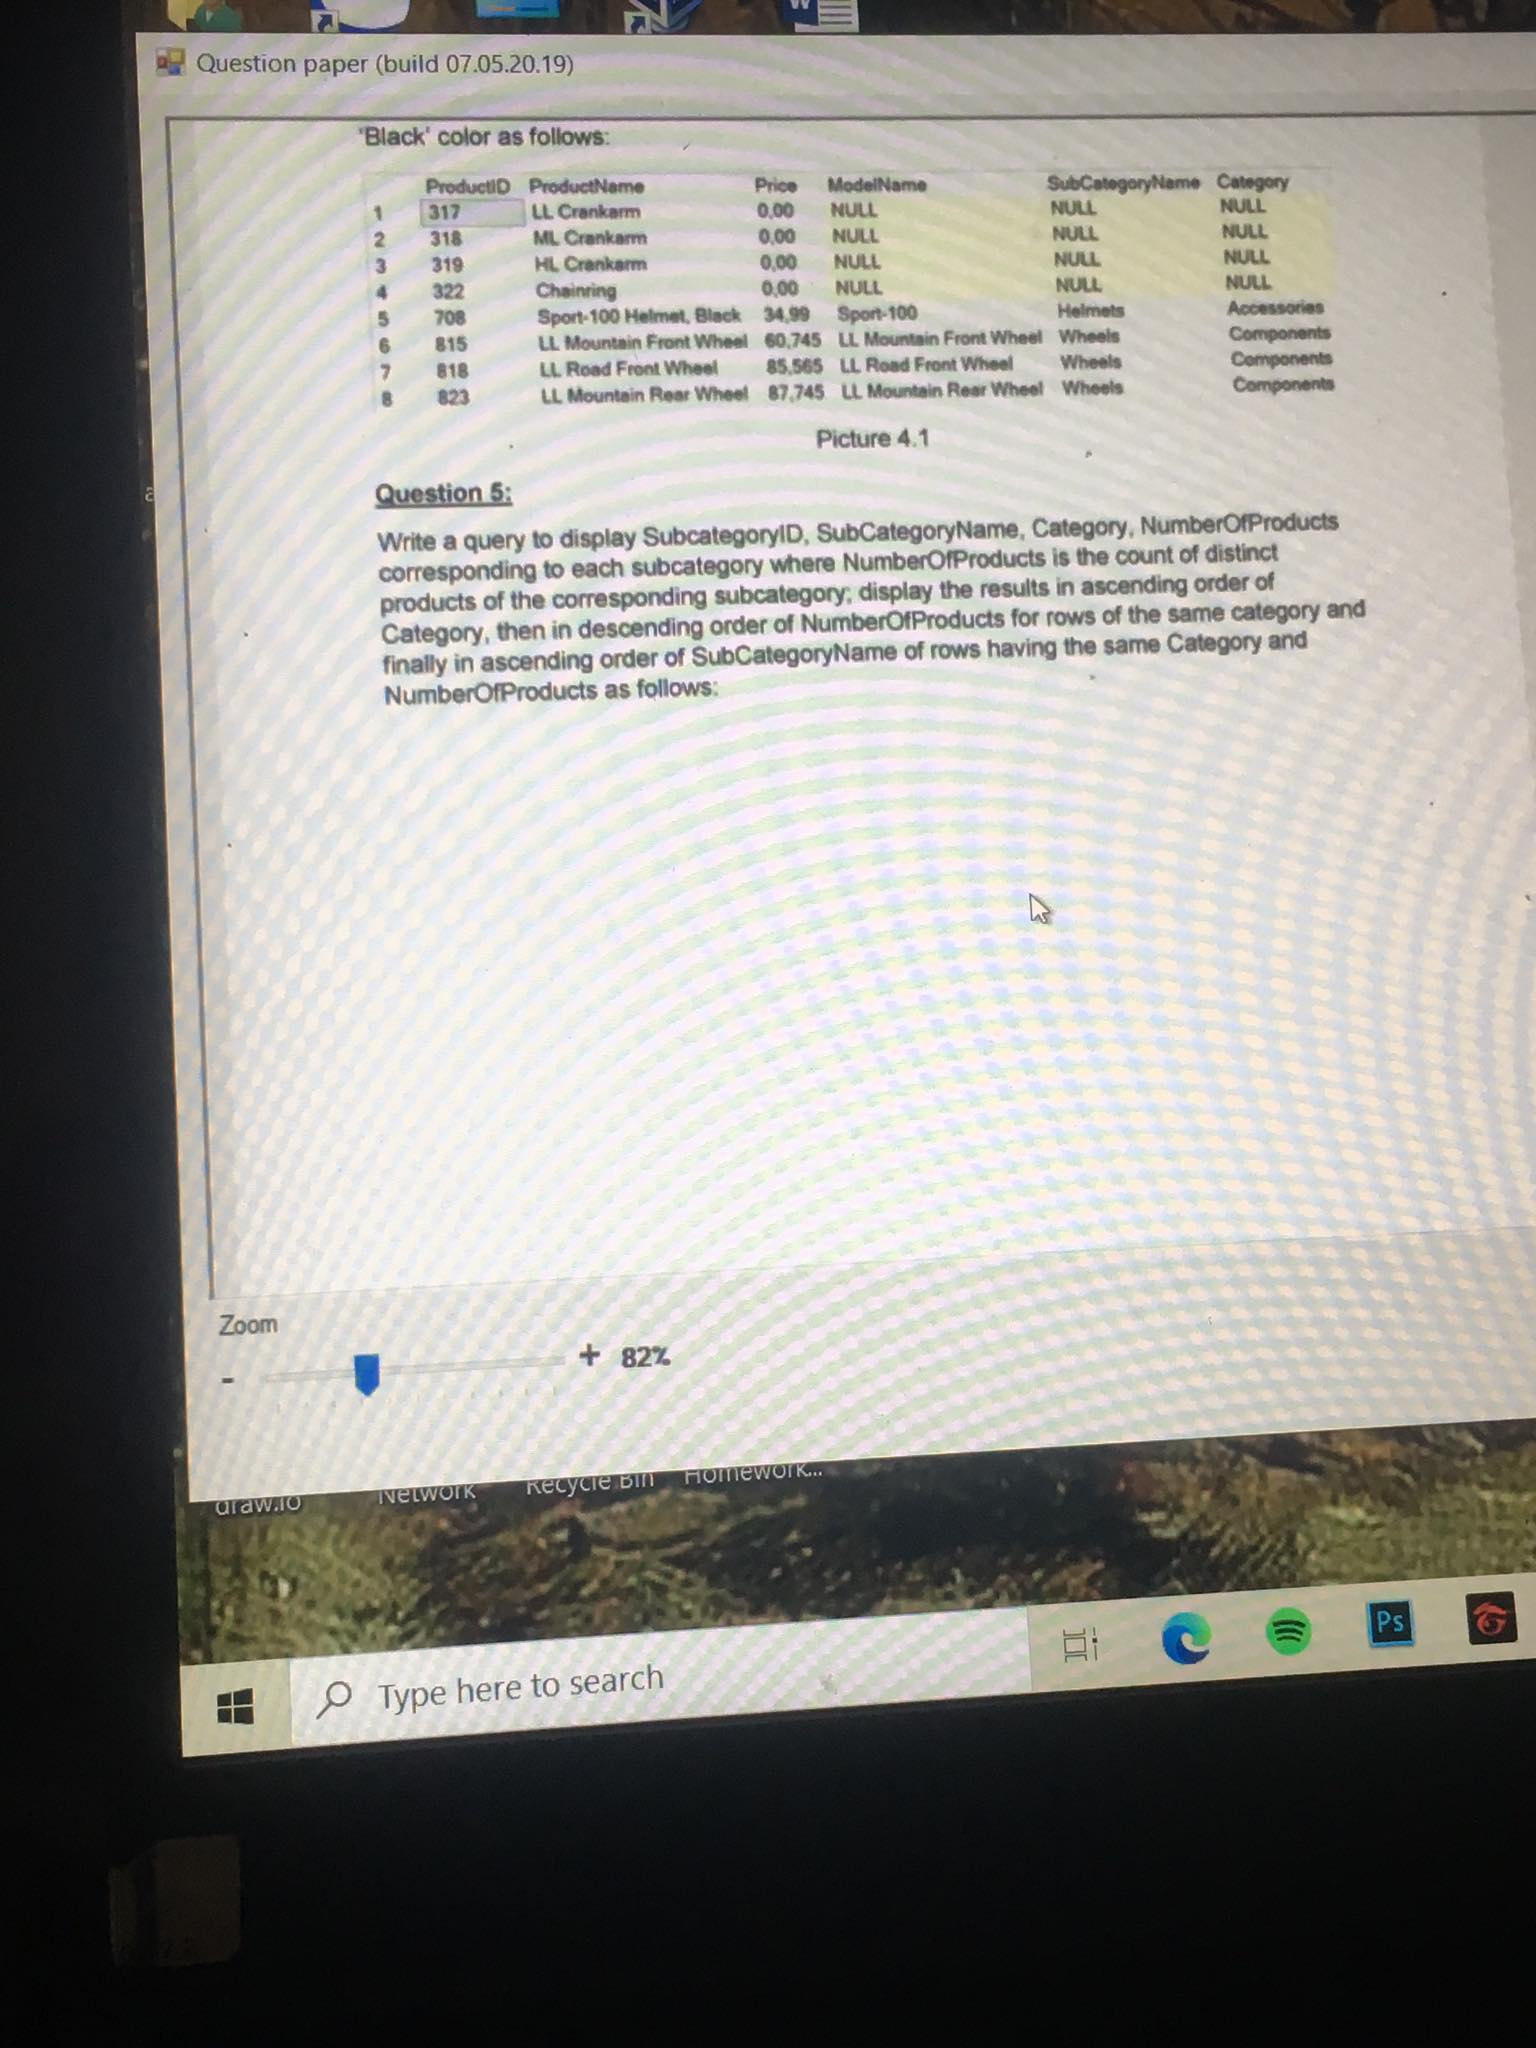 W
Question paper (build 07.05.20.19)
'Black' color as follows:
ProductID ProductName Price ModelName SubCategoryName Category
1 317 LL Crankarm 0,00 NULL NULL NULL
2 318 ML Crankarm 0,00 NULL NULL NULL
3 319 HL Crankarm 0,00 NULL NULL NULL
4 322 Chainring 0,00 NULL NULL NULL
5 708 Sport-100 Helmet, Black 34,99 Sport-100 Helmets Accessories
6 815 LL Mountain Front Wheel 60,745 LL Mountain Front Wheel Wheels Components
7 818 LL Road Front Wheel 85,565 LL Road Front Wheel Wheels Components
8 823 LL Mountain Rear Wheel 87,745 LL Mountain Rear Wheel Wheels Components
Picture 4.1
Question 5:
Write a query to display SubcategoryID, SubCategoryName, Category, NumberOfProducts
corresponding to each subcategory where NumberOfProducts is the count of distinct
products of the corresponding subcategory; display the results in ascending order of
Category, then in descending order of NumberOfProducts for rows of the same category and
finally in ascending order of SubCategoryName of rows having the same Category and
NumberOfProducts as follows:
Zoom
- + 82%
draw.io Network Recycle Bin Homework...
Type here to search
Ps